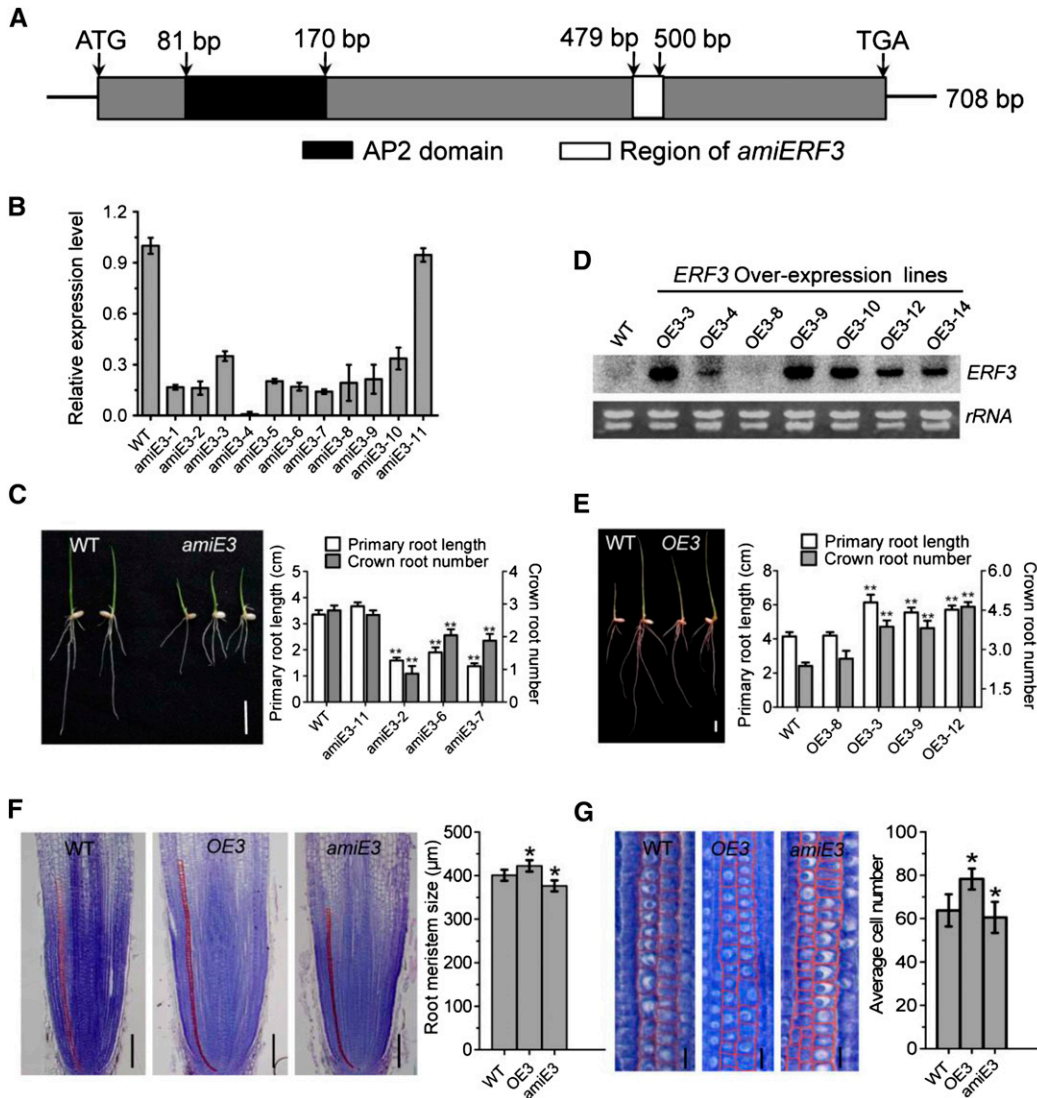 A
ATG 81 bp 170 bp 479 bp 500 bp TGA
708 bp
AP2 domain Region of amiERF3
B
Relative expression level
1.2
0.9
0.6
0.3
0.0
WT amiE3-1 amiE3-2 amiE3-3 amiE3-4 amiE3-5 amiE3-6 amiE3-7 amiE3-8 amiE3-9 amiE3-10 amiE3-11
D
ERF3 Over-expression lines
WT OE3-3 OE3-4 OE3-8 OE3-9 OE3-10 OE3-12 OE3-14
ERF3
rRNA
C
WT amiE3
Primary root length
Crown root number
Primary root length (cm)
5
4
3
2
1
0
** ** ** ** ** **
4
3
2
1
0
Crown root number
WT amiE3-11 amiE3-2 amiE3-6 amiE3-7
E
WT OE3
Primary root length
Crown root number
Primary root length (cm)
8
6
4
2
0
** ** ** ** ** **
6.0
4.5
3.0
1.5
Crown root number
WT OE3-8 OE3-3 OE3-9 OE3-12
F
WT OE3 amiE3
Root meristem size (µm)
500
400
300
200
100
0
* *
WT OE3 amiE3
G
WT OE3 amiE3
Average cell number
100
80
60
40
20
0
* *
WT OE3 amiE3